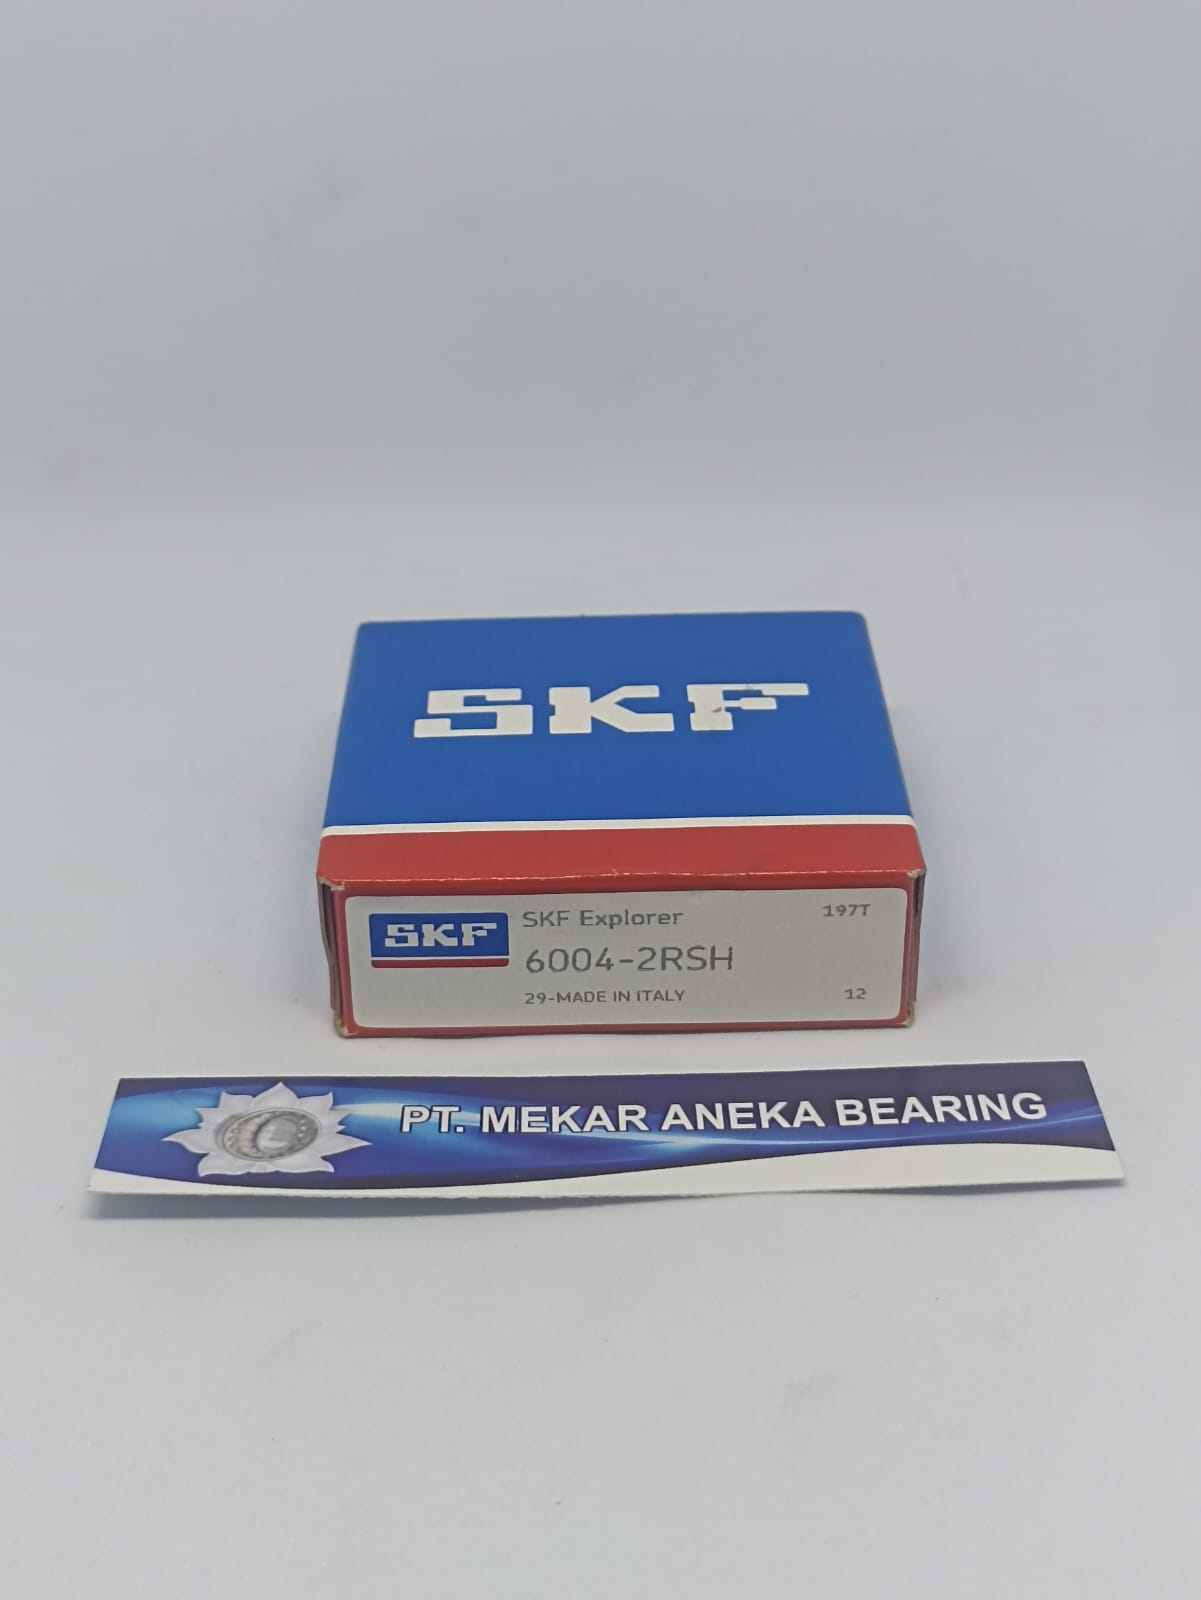 SKF
SKF
SKF Explorer
197T
6004-2RSH
29-MADE IN ITALY
12
PT. MEKAR ANEKA BEARING